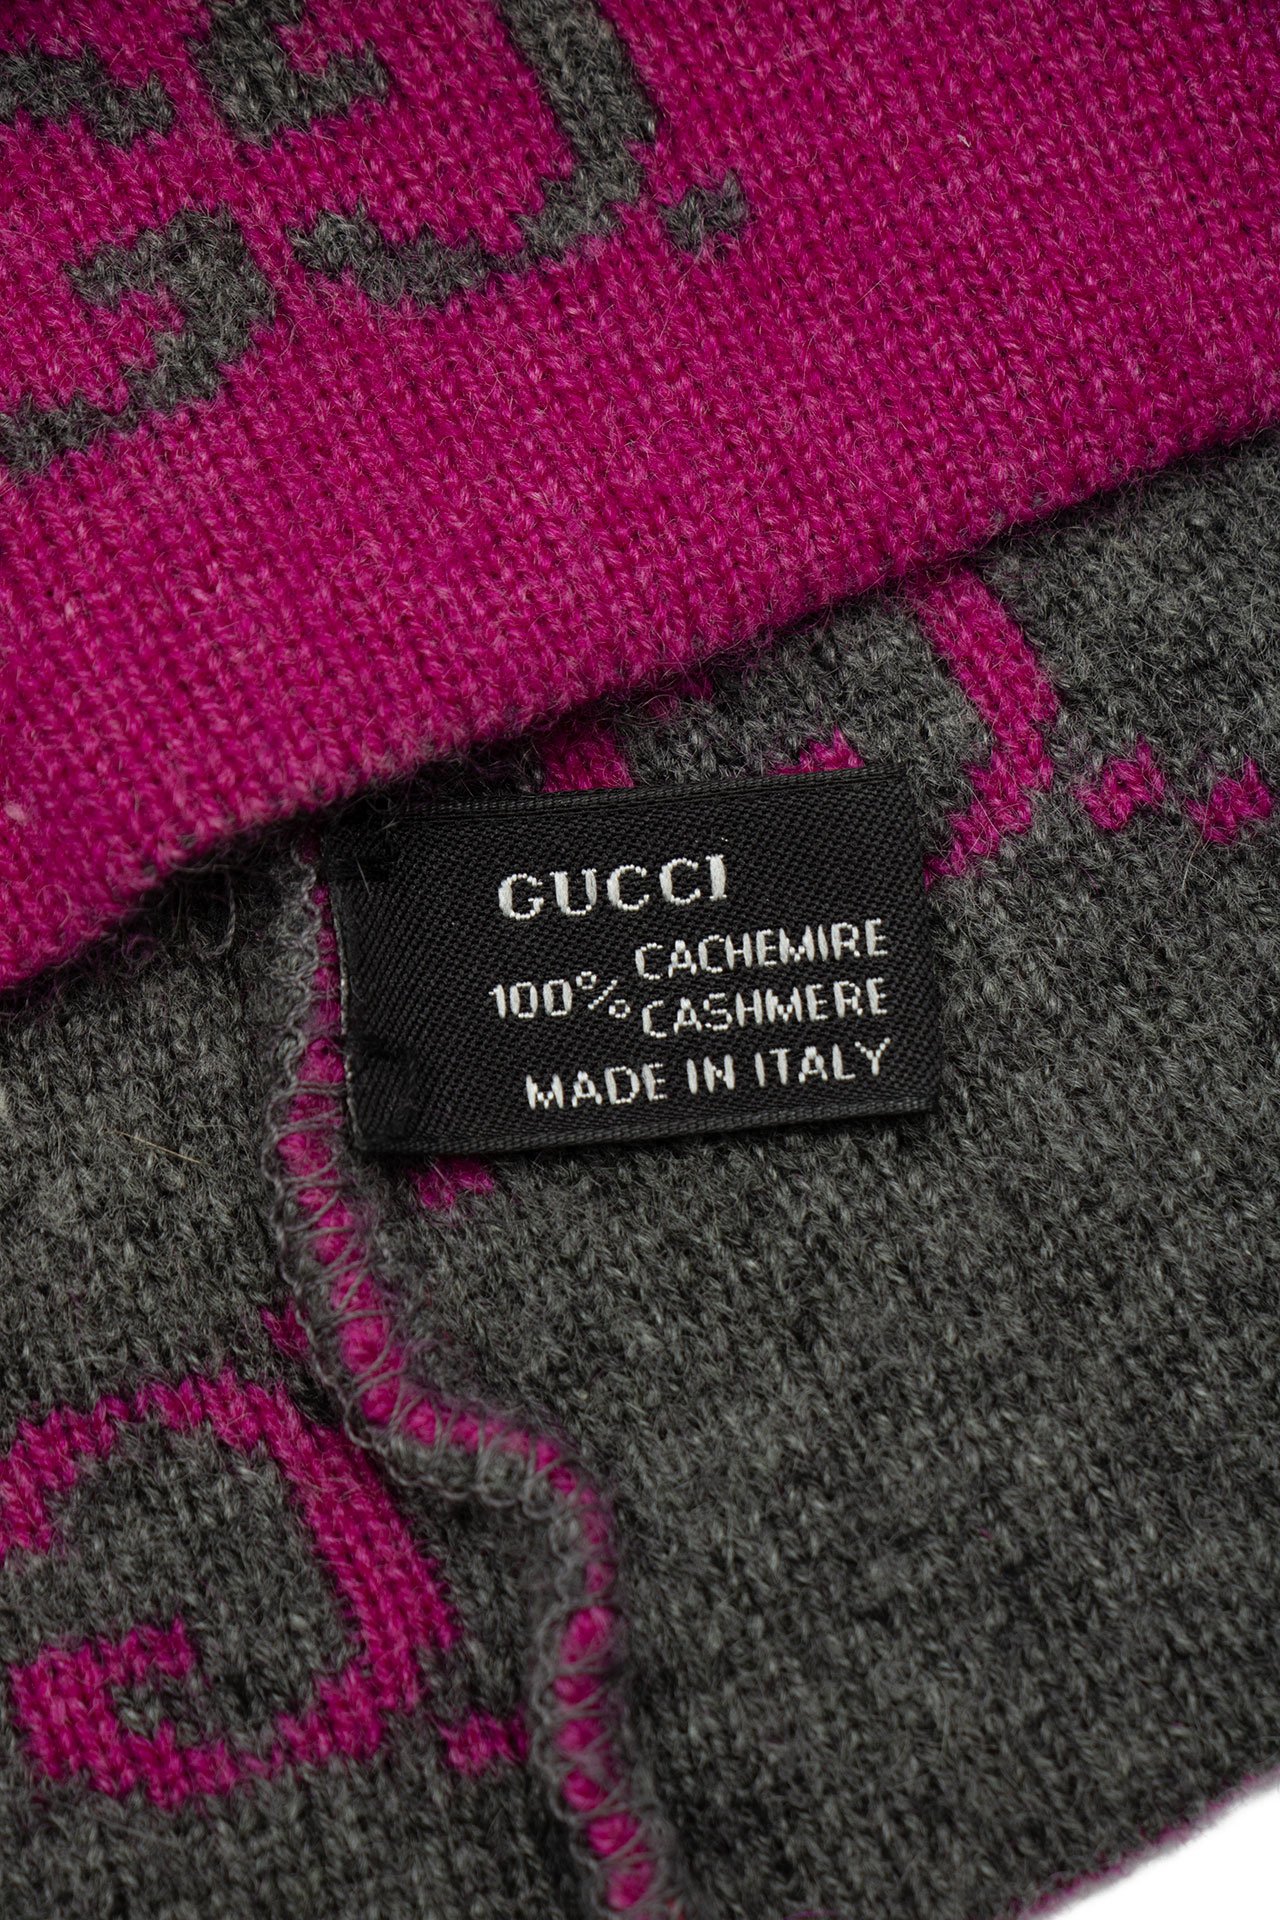 GUCCI
CACHEMIRE
100%
CASHMERE
MADE IN ITALY